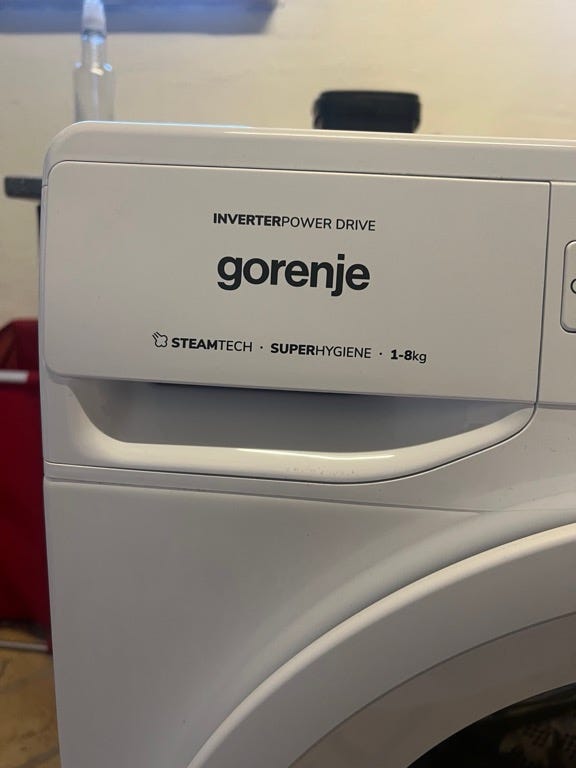 INVERTERPOWER DRIVE
gorenje
STEAMTECH · SUPERHYGIENE · 1-8kg